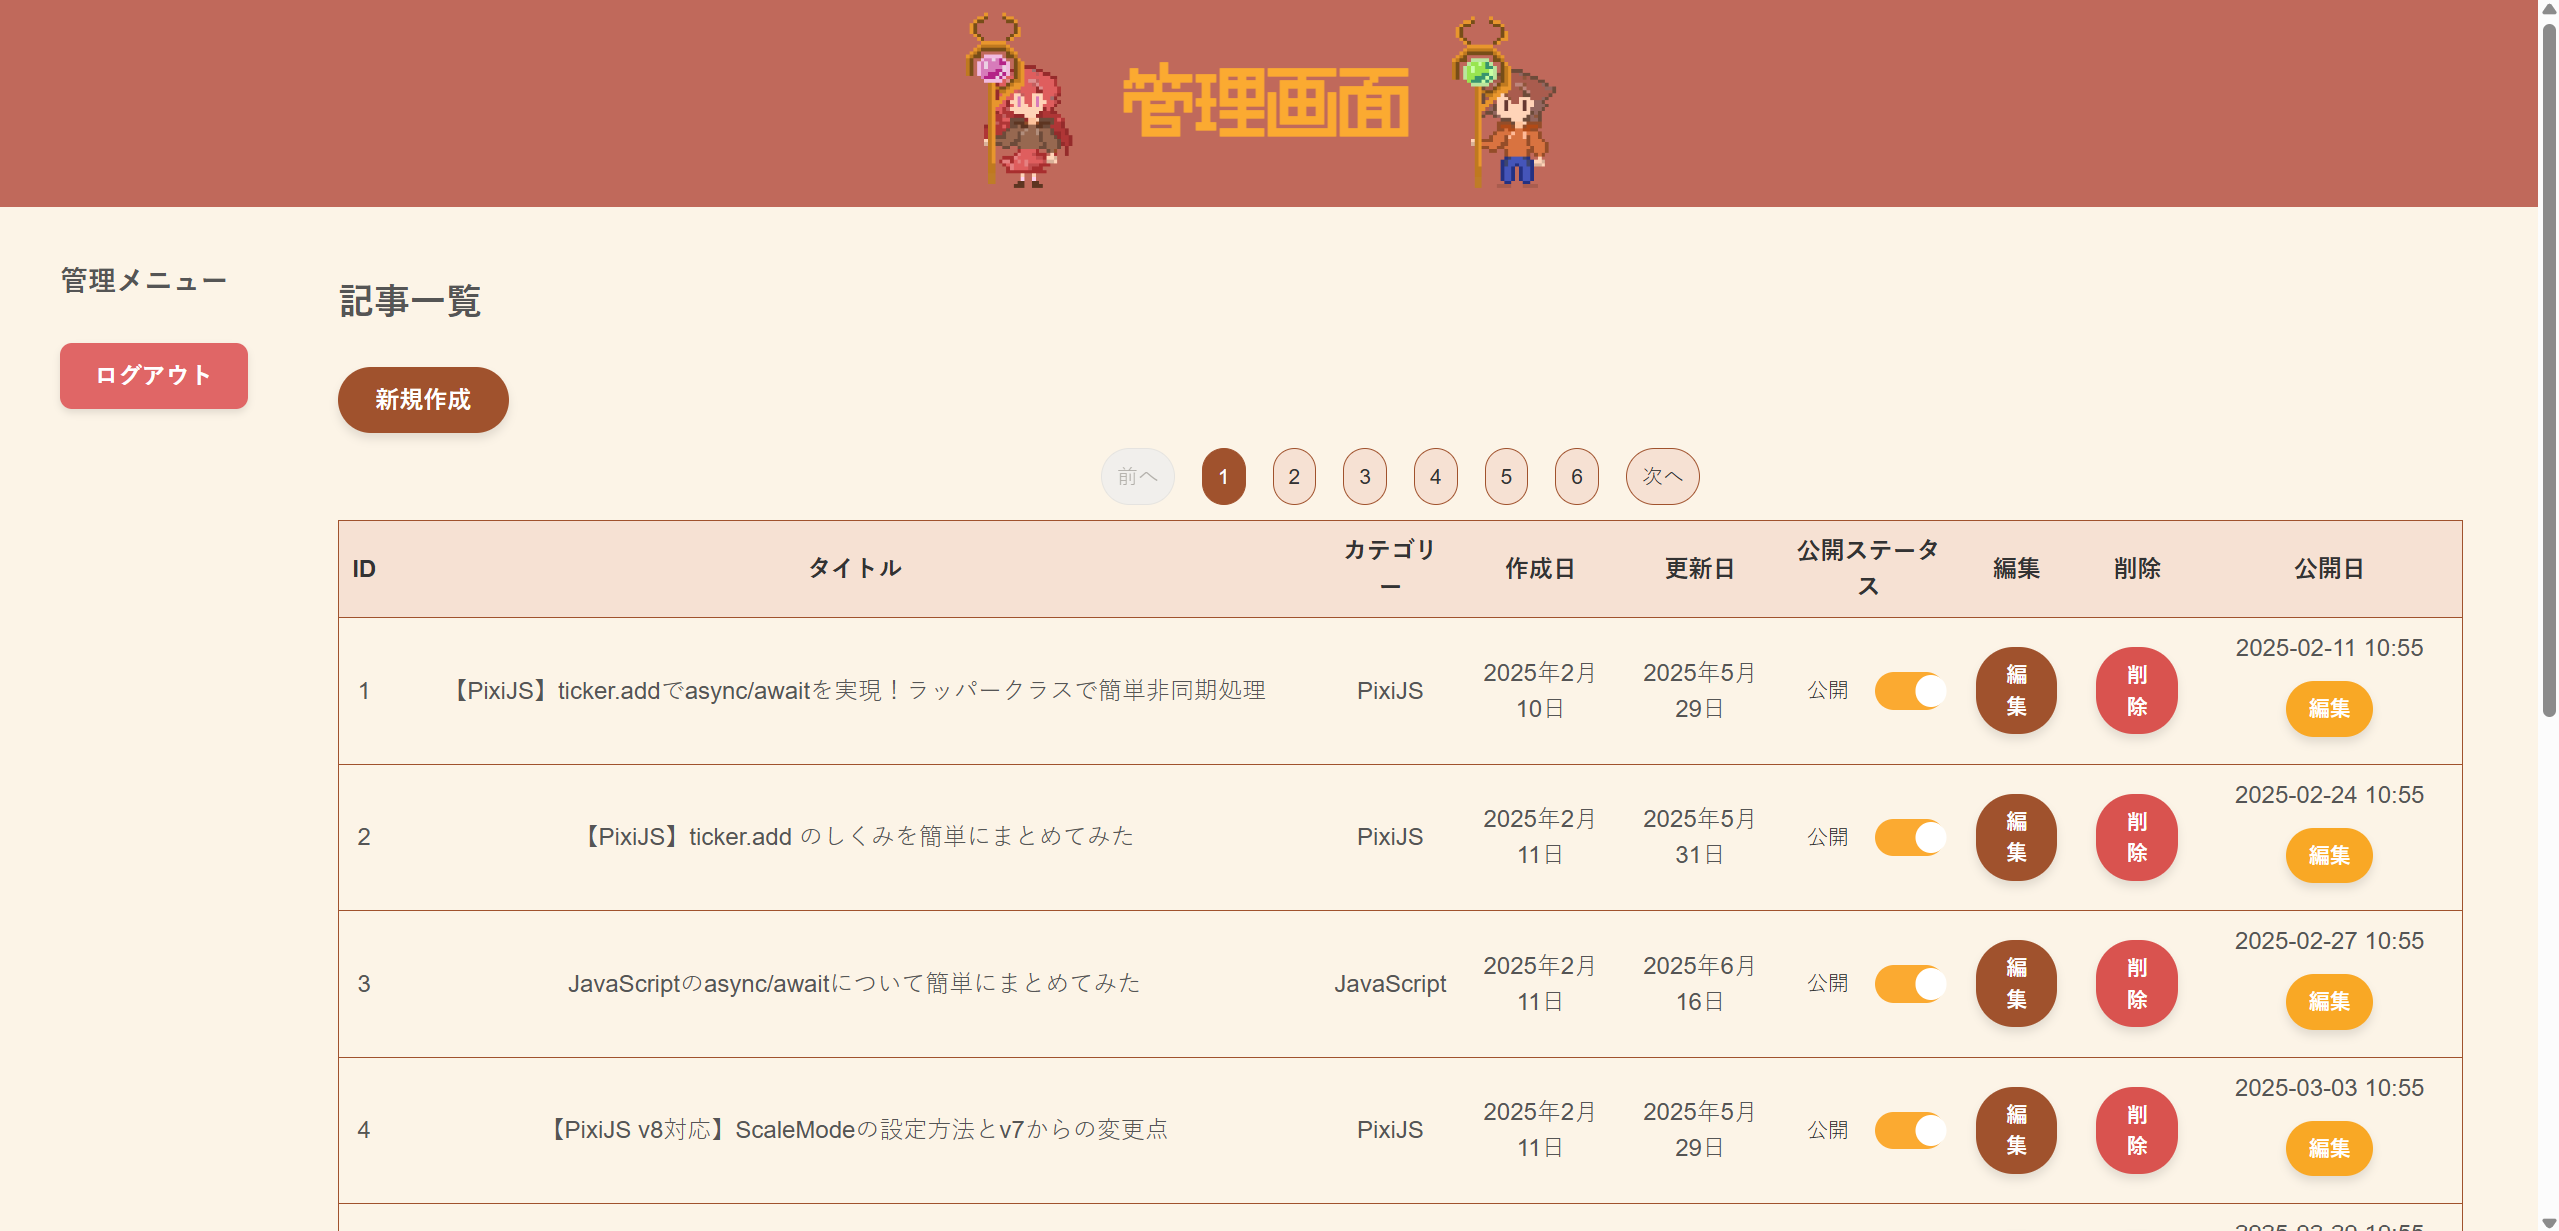 管理画面
管理メニュー
ログアウト
記事一覧
新規作成
前へ 1 2 3 4 5 6 次へ
ID タイトル カテゴリー 作成日 更新日 公開ステータス 編集 削除 公開日
1 【PixiJS】ticker.addでasync/awaitを実現！ラッパークラスで簡単非同期処理 PixiJS 2025年2月10日 2025年5月29日 公開 編集 削除 2025-02-11 10:55 編集
2 【PixiJS】ticker.add のしくみを簡単にまとめてみた PixiJS 2025年2月11日 2025年5月31日 公開 編集 削除 2025-02-24 10:55 編集
3 JavaScriptのasync/awaitについて簡単にまとめてみた JavaScript 2025年2月11日 2025年6月16日 公開 編集 削除 2025-02-27 10:55 編集
4 【PixiJS v8対応】ScaleModeの設定方法とv7からの変更点 PixiJS 2025年2月11日 2025年5月29日 公開 編集 削除 2025-03-03 10:55 編集